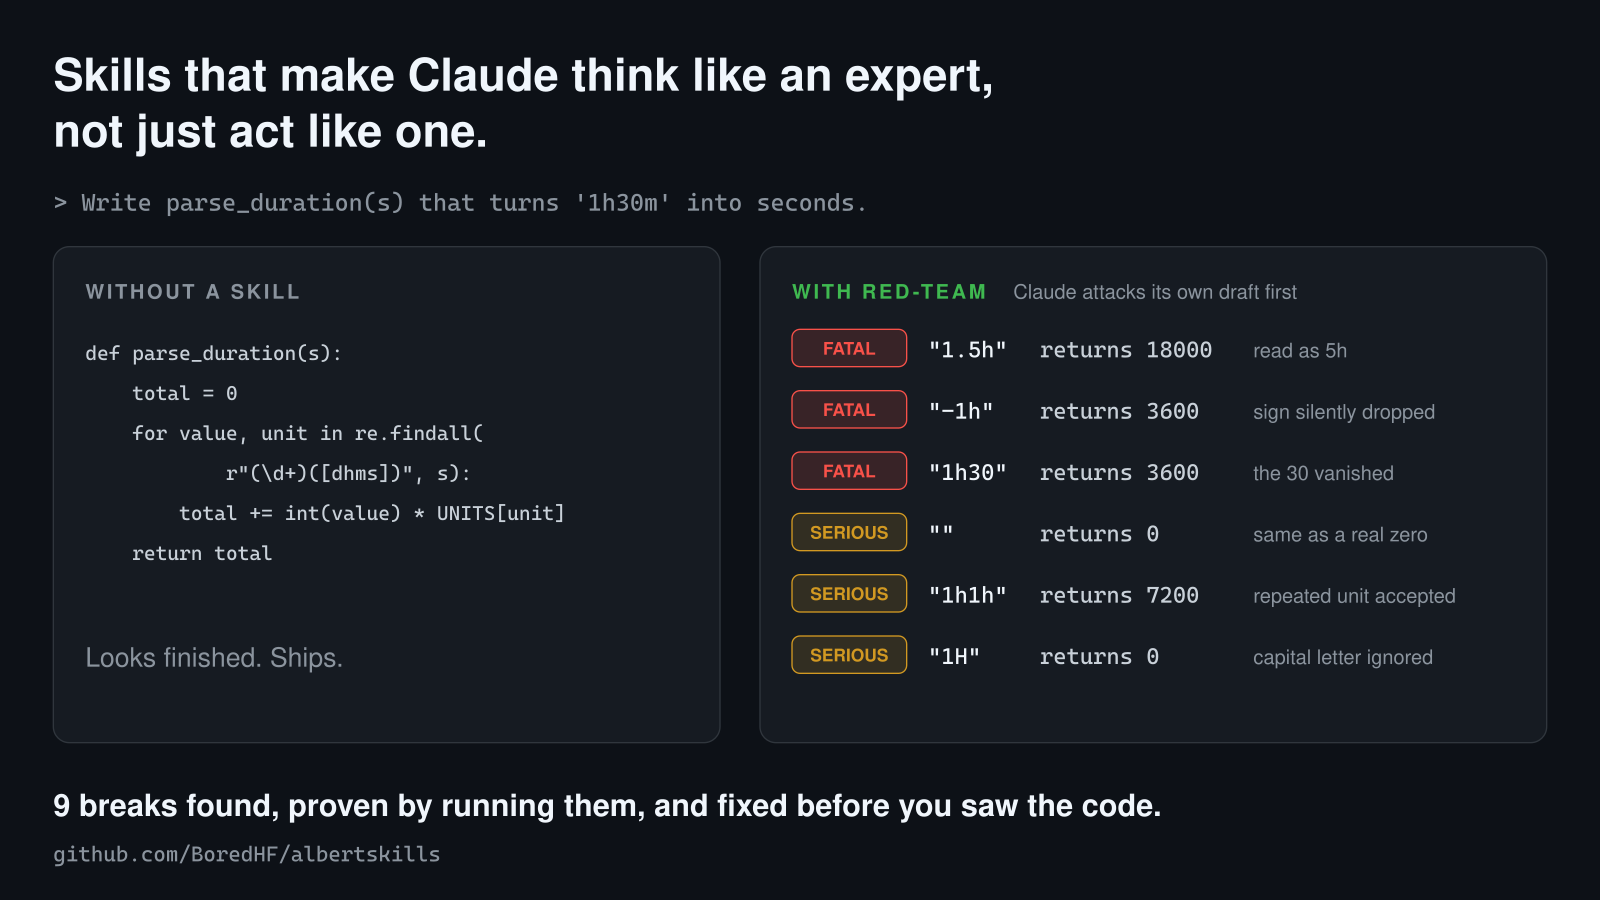 Skills that make Claude think like an expert,
not just act like one.
> Write parse_duration(s) that turns '1h30m' into seconds.
WITHOUT A SKILL
def parse_duration(s):
    total = 0
    for value, unit in re.findall(
            r"(\d+)([dhms])", s):
        total += int(value) * UNITS[unit]
    return total
Looks finished. Ships.
WITH RED-TEAM Claude attacks its own draft first
FATAL "1.5h" returns 18000 read as 5h
FATAL "−1h" returns 3600 sign silently dropped
FATAL "1h30" returns 3600 the 30 vanished
SERIOUS "" returns 0 same as a real zero
SERIOUS "1h1h" returns 7200 repeated unit accepted
SERIOUS "1H" returns 0 capital letter ignored
9 breaks found, proven by running them, and fixed before you saw the code.
github.com/BoredHF/albertskills